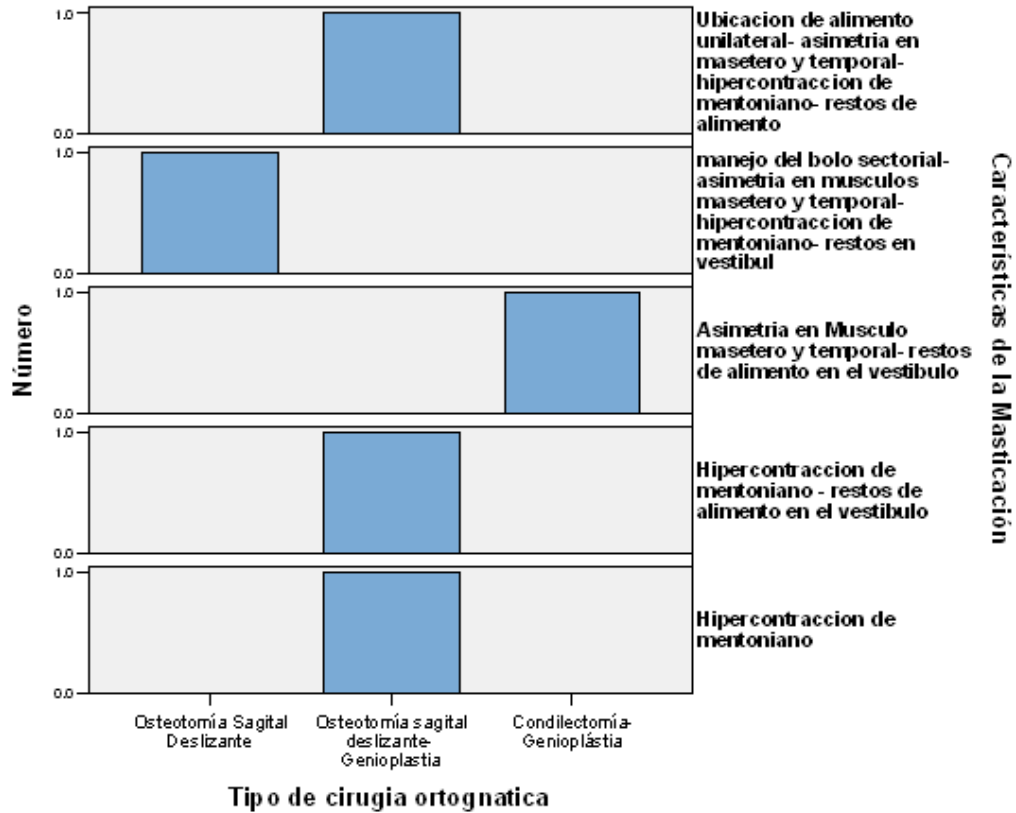 1.0
0.0
Ubicacion de alimento
unilateral- asimetria en
masetero y temporal-
hipercontraccion de
mentoniano- restos de
alimento
1.0
0.0
manejo del bolo sectorial-
asimetria en musculos
masetero y temporal-
hipercontraccion de
mentoniano- restos en
vestibul
1.0
0.0
Asimetria en Musculo
masetero y temporal- restos
de alimento en el vestibulo
1.0
0.0
Hipercontraccion de
mentoniano - restos de
alimento en el vestibulo
1.0
0.0
Hipercontraccion de
mentoniano
Número
Características de la Masticación
Osteotomía Sagital
Deslizante
Osteotomía sagital
deslizante-
Genioplastia
Condilectomía-
Genioplástia
Tipo de cirugia ortognatica